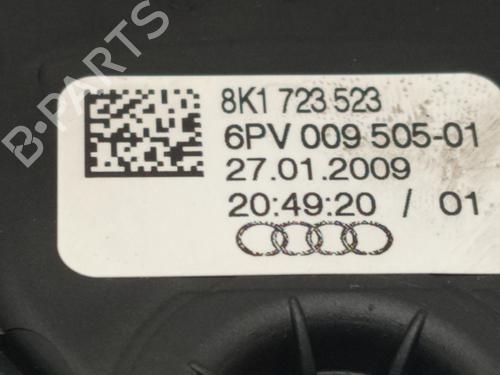 B-PARTS
8K1 723 523
6PV 009 505-01
27.01.2009
20:49:20 / 01